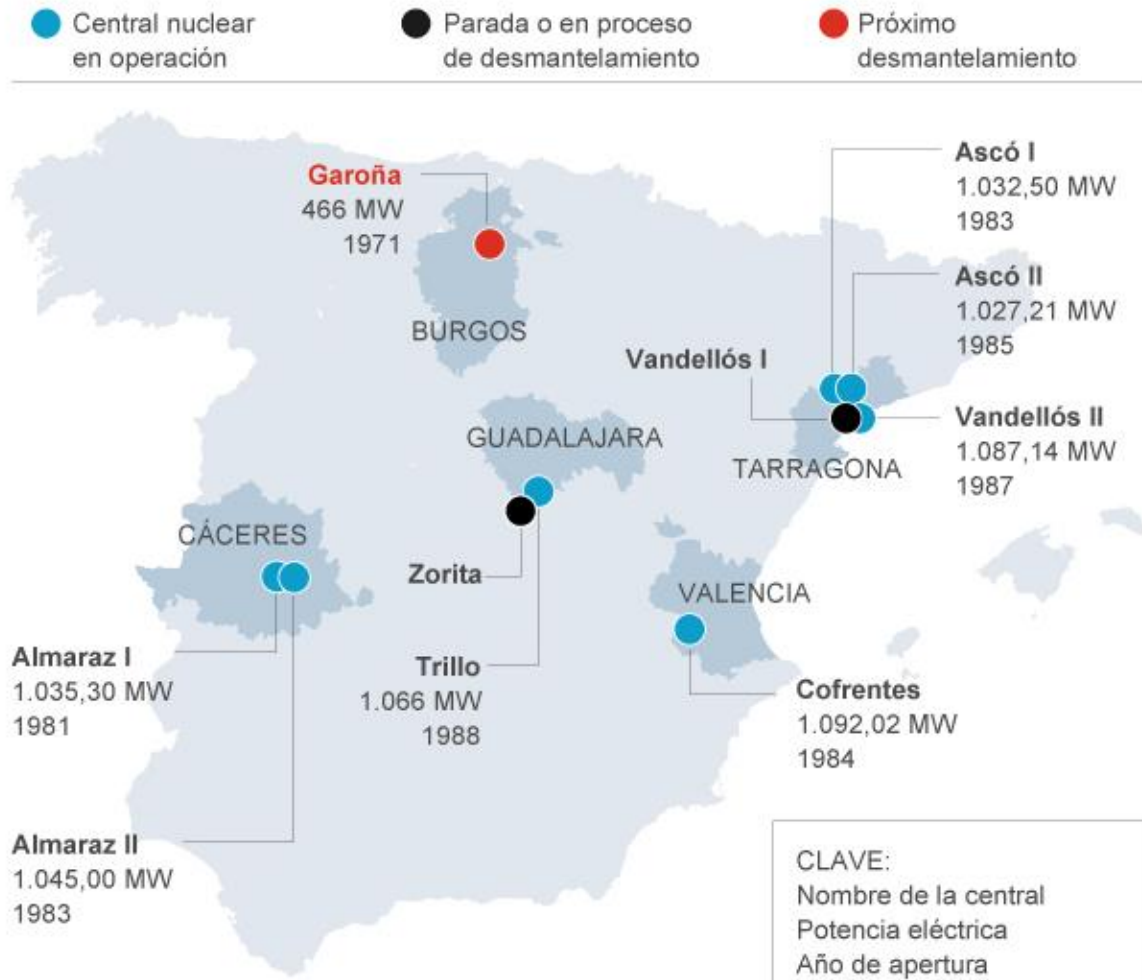 Central nuclear
en operación
Parada o en proceso
de desmantelamiento
Próximo
desmantelamiento
Garoña
466 MW
1971
BURGOS
Ascó I
1.032,50 MW
1983
Ascó II
1.027,21 MW
1985
Vandellós I
Vandellós II
1.087,14 MW
1987
TARRAGONA
GUADALAJARA
CÁCERES
Zorita
VALENCIA
Almaraz I
1.035,30 MW
1981
Trillo
1.066 MW
1988
Cofrentes
1.092,02 MW
1984
Almaraz II
1.045,00 MW
1983
CLAVE:
Nombre de la central
Potencia eléctrica
Año de apertura